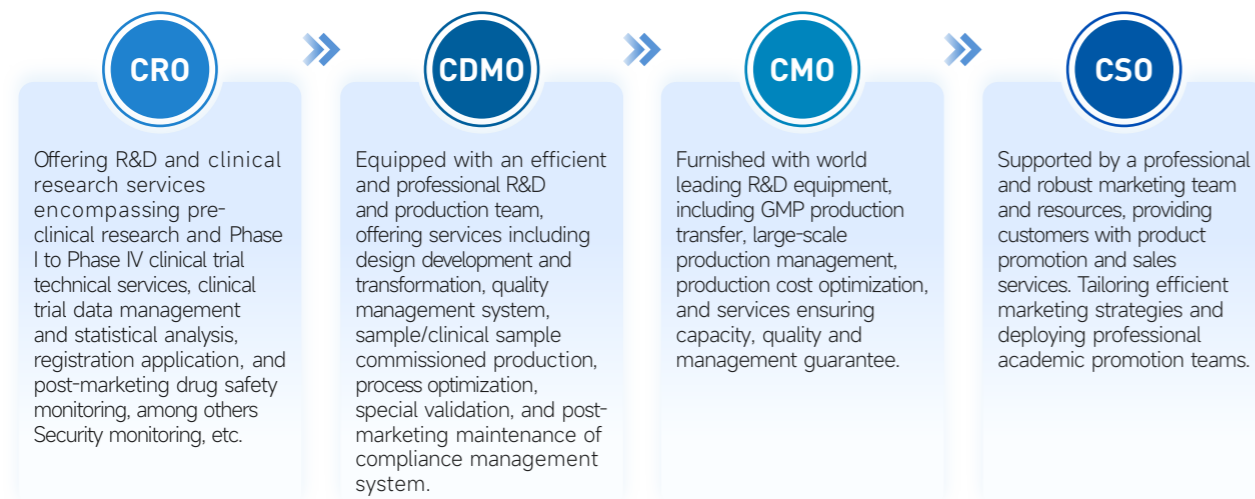 CRO
Offering R&D and clinical
research services
encompassing pre-
clinical research and Phase
I to Phase IV clinical trial
technical services, clinical
trial data management
and statistical analysis,
registration application, and
post-marketing drug safety
monitoring, among others
Security monitoring, etc.
CDMO
Equipped with an efficient
and professional R&D
and production team,
offering services including
design development and
transformation, quality
management system,
sample/clinical sample
commissioned production,
process optimization,
special validation, and post-
marketing maintenance of
compliance management
system.
CMO
Furnished with world
leading R&D equipment,
including GMP production
transfer, large-scale
production management,
production cost optimization,
and services ensuring
capacity, quality and
management guarantee.
CSO
Supported by a professional
and robust marketing team
and resources, providing
customers with product
promotion and sales
services. Tailoring efficient
marketing strategies and
deploying professional
academic promotion teams.